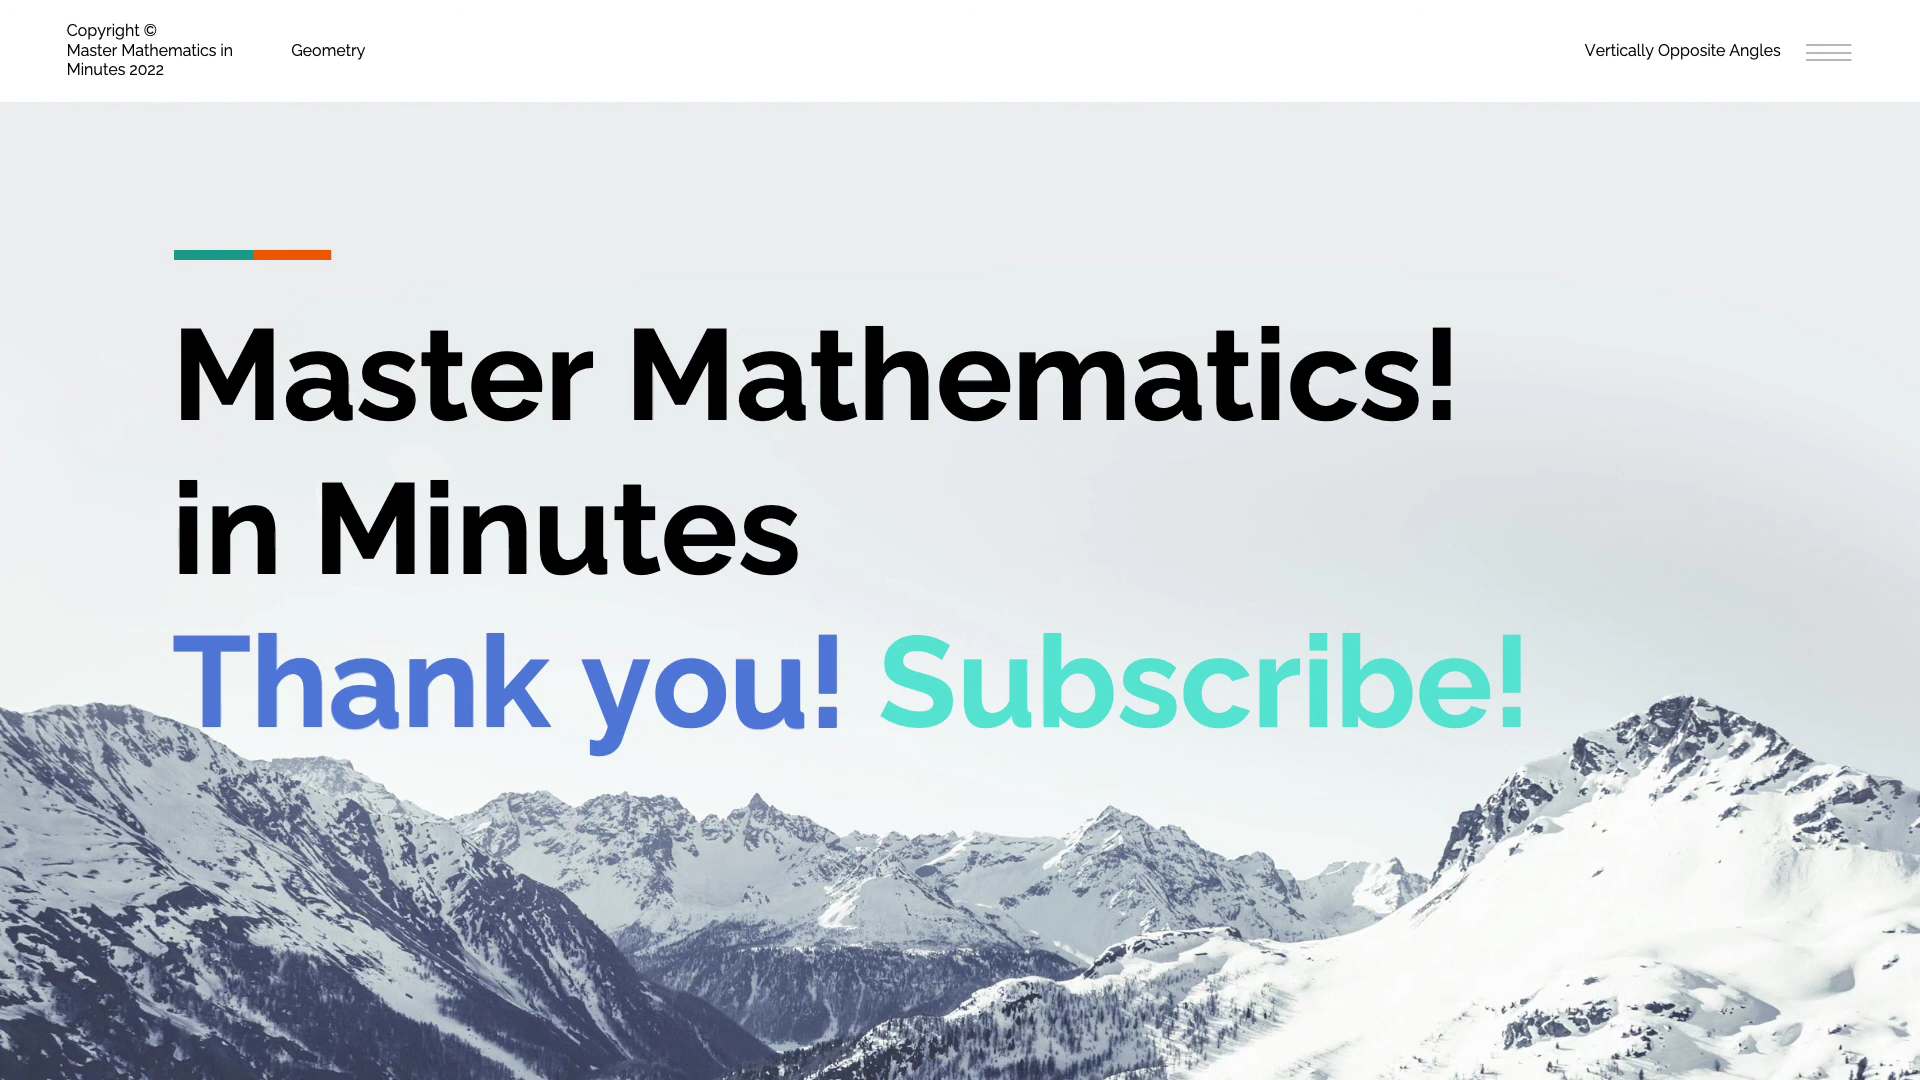 Copyright ©
Master Mathematics in
Minutes 2022
Geometry
Vertically Opposite Angles
Master Mathematics!
in Minutes
Thank you! Subscribe!